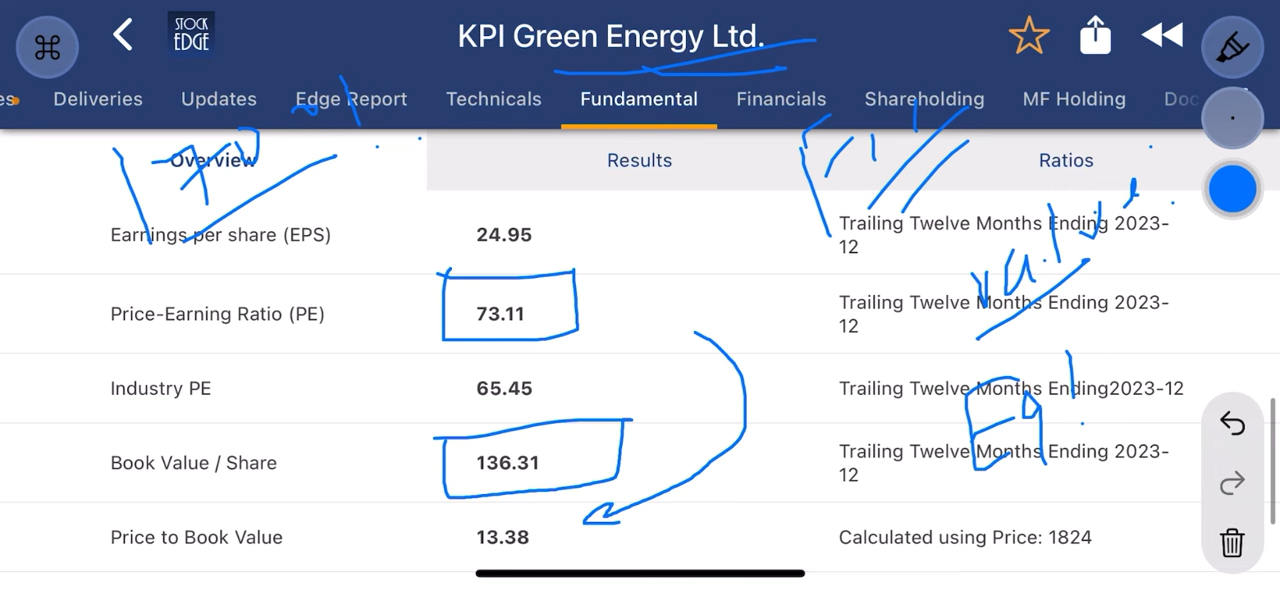 STOCK EDGE
KPI Green Energy Ltd.
es Deliveries Updates Edge Report Technicals Fundamental Financials Shareholding MF Holding Doc
Overview Results Ratios
Earnings per share (EPS) 24.95 Trailing Twelve Months Ending 2023-12
Price-Earning Ratio (PE) 73.11 Trailing Twelve Months Ending 2023-12
Industry PE 65.45 Trailing Twelve Months Ending2023-12
Book Value / Share 136.31 Trailing Twelve Months Ending 2023-12
Price to Book Value 13.38 Calculated using Price: 1824